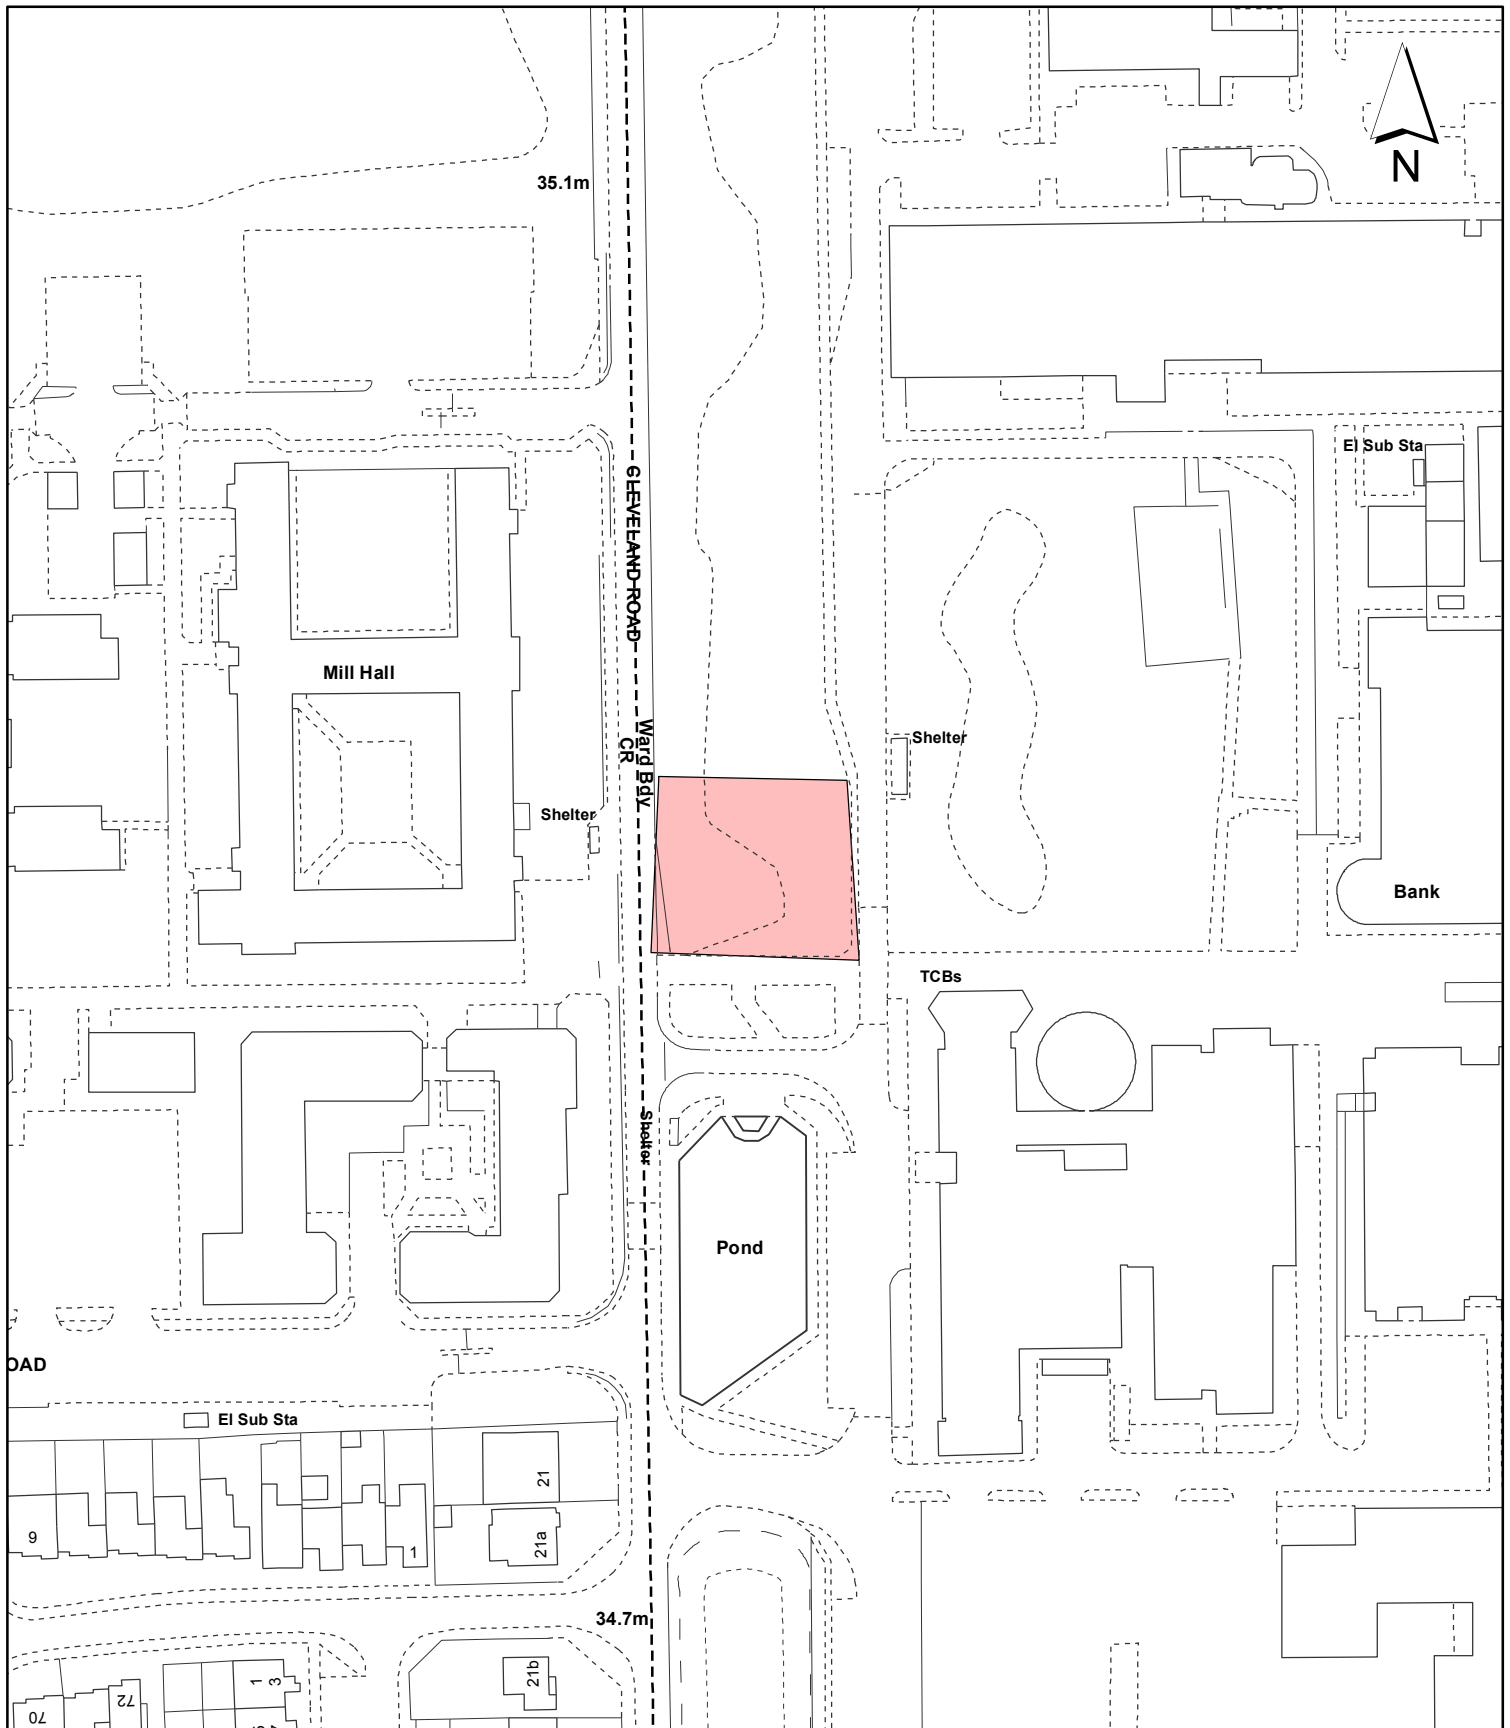 N
35.1m
CLEVELAND ROAD
El Sub Sta
Mill Hall
Ward Bdy
CR
Shelter
Shelter
Bank
TCBs
Shelter
Pond
OAD
El Sub Sta
21
9
1
21a
34.7m
21b
1
3
72
70